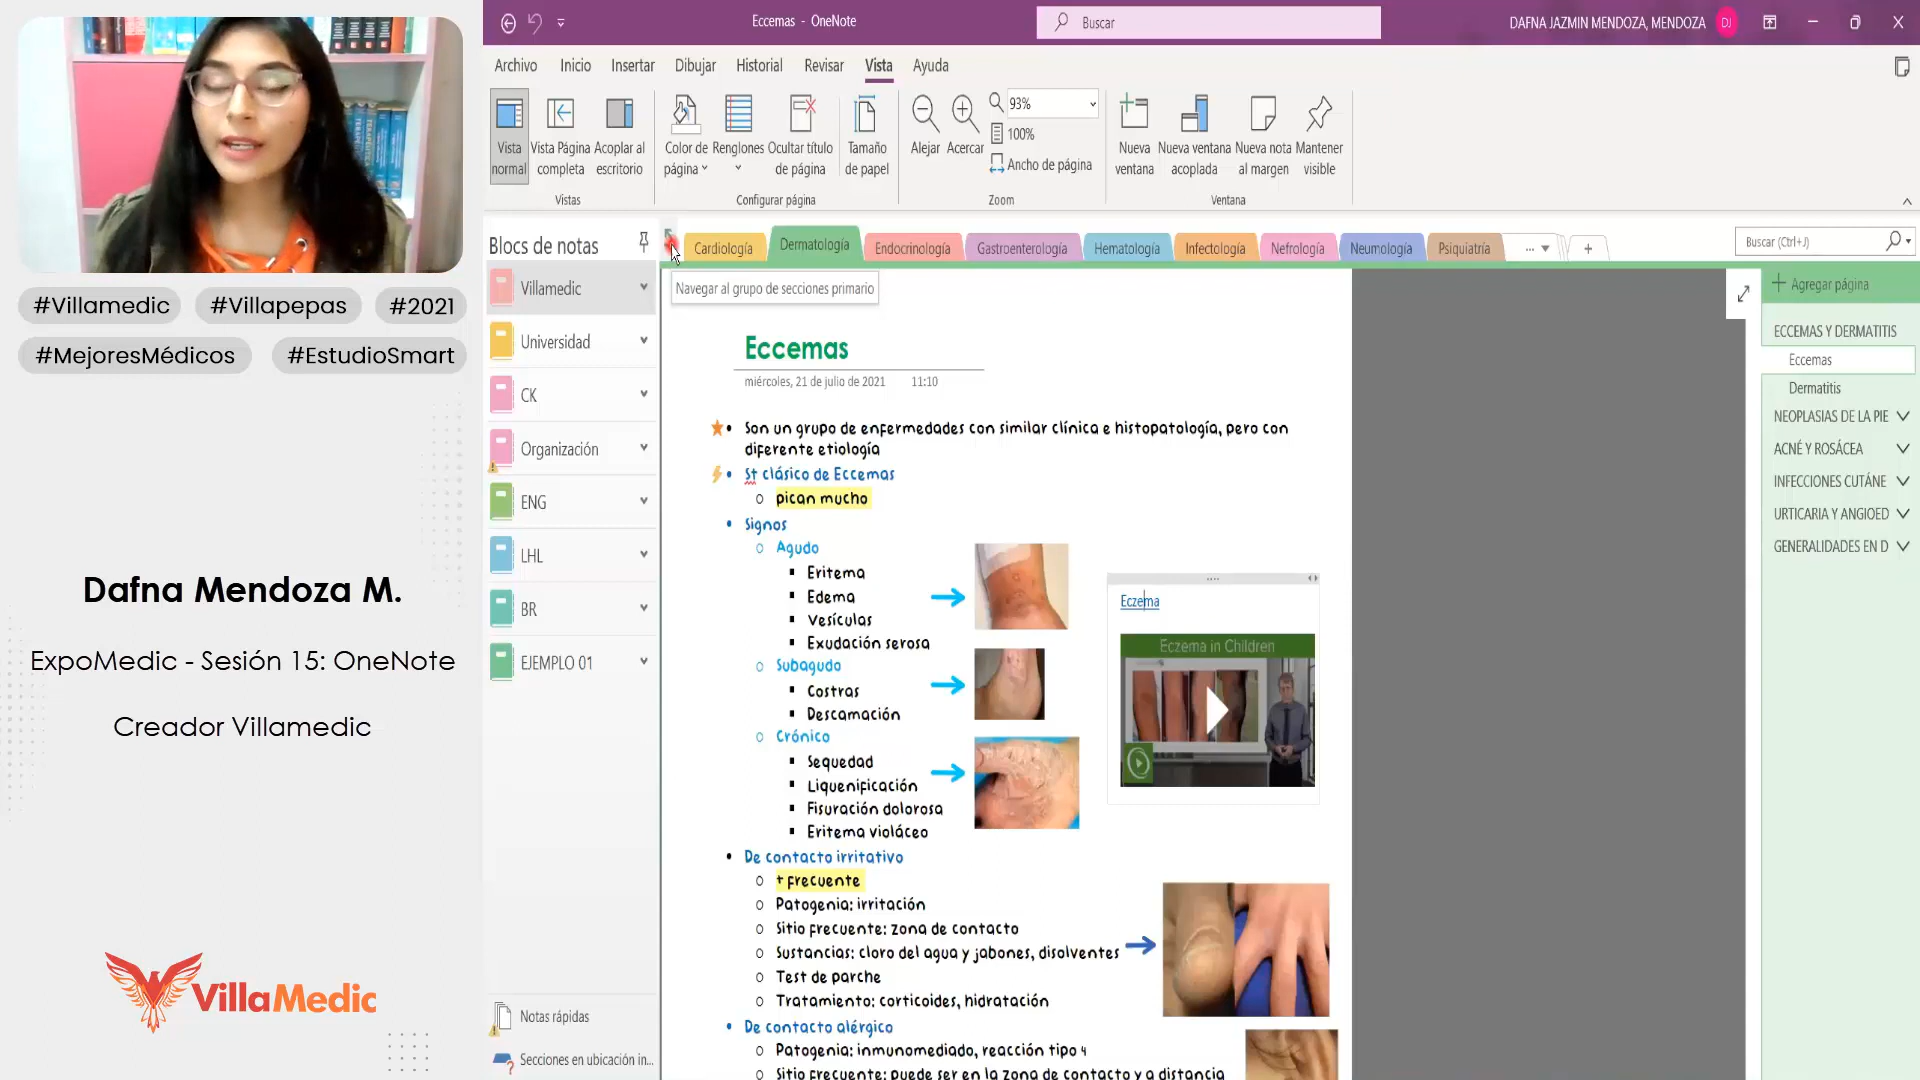 #Villamedic #Villapepas #2021
#MejoresMédicos #EstudioSmart
Dafna Mendoza M.
ExpoMedic - Sesión 15: OneNote
Creador Villamedic
VillaMedic
Eccemas - OneNote
Buscar
DAFNA JAZMIN MENDOZA, MENDOZA
DJ
Archivo Inicio Insertar Dibujar Historial Revisar Vista Ayuda
Vista normal
Vista Página completa
Acoplar al escritorio
Color de página
Renglones
Ocultar título de página
Tamaño de papel
Alejar
Acercar
93%
100%
Ancho de página
Nueva ventana
Nueva ventana acoplada
Nueva nota al margen
Mantener visible
Vistas
Configurar página
Zoom
Ventana
Blocs de notas
Cardiología Dermatología Endocrinología Gastroenterología Hematología Infectología Nefrología Neumología Psiquiatría ...
Buscar (Ctrl+J)
Navegar al grupo de secciones primario
Villamedic
Universidad
CK
Organización
ENG
LHL
BR
EJEMPLO 01
Notas rápidas
Secciones en ubicación in...
Eccemas
miércoles, 21 de julio de 2021 11:10
Son un grupo de enfermedades con similar clínica e histopatología, pero con
diferente etiología
St clásico de Eccemas
pican mucho
Signos
Agudo
Eritema
Edema
Vesículas
Exudación serosa
Subagudo
Costras
Descamación
Crónico
Sequedad
Liquenificación
Fisuración dolorosa
Eritema violáceo
De contacto irritativo
+ frecuente
Patogenia: irritación
Sitio frecuente: zona de contacto
Sustancias: cloro del agua y jabones, disolventes
Test de parche
Tratamiento: corticoides, hidratación
De contacto alérgico
Patogenia: inmunomediado, reacción tipo 4
Sitio frecuente: puede ser en la zona de contacto y a distancia
Eczema
Eczema in Children
Agregar página
ECCEMAS Y DERMATITIS
Eccemas
Dermatitis
NEOPLASIAS DE LA PIE
ACNÉ Y ROSÁCEA
INFECCIONES CUTÁNE
URTICARIA Y ANGIOED
GENERALIDADES EN D